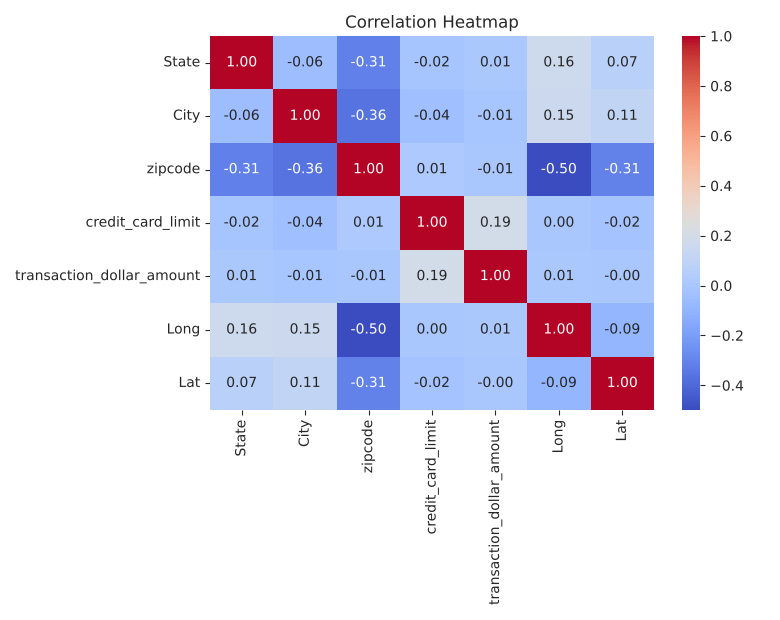 Correlation Heatmap
State 1.00 -0.06 -0.31 -0.02 0.01 0.16 0.07
City -0.06 1.00 -0.36 -0.04 -0.01 0.15 0.11
zipcode -0.31 -0.36 1.00 0.01 -0.01 -0.50 -0.31
credit_card_limit -0.02 -0.04 0.01 1.00 0.19 0.00 -0.02
transaction_dollar_amount 0.01 -0.01 -0.01 0.19 1.00 0.01 -0.00
Long 0.16 0.15 -0.50 0.00 0.01 1.00 -0.09
Lat 0.07 0.11 -0.31 -0.02 -0.00 -0.09 1.00
State
City
zipcode
credit_card_limit
transaction_dollar_amount
Long
Lat
1.0
0.8
0.6
0.4
0.2
0.0
−0.2
−0.4